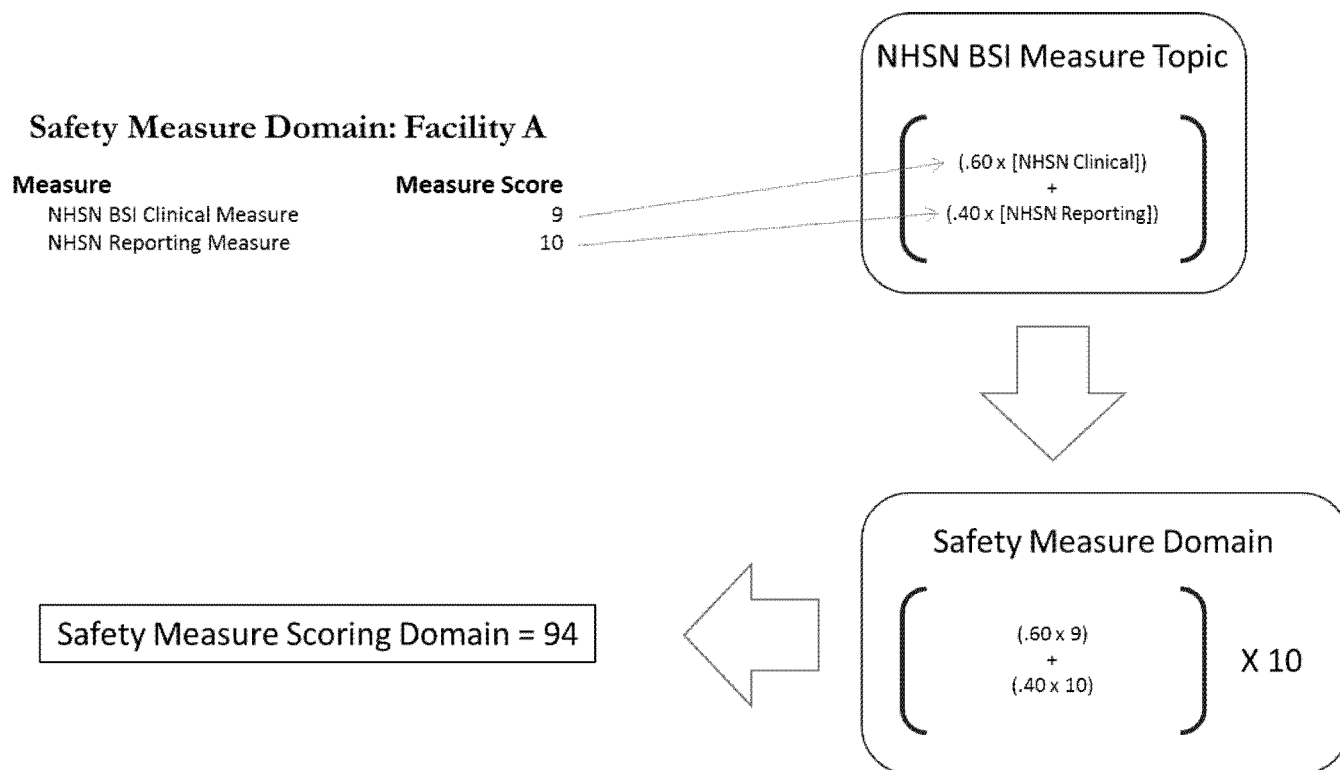 NHSN BSI Measure Topic
Safety Measure Domain: Facility A
Measure Measure Score
NHSN BSI Clinical Measure 9
NHSN Reporting Measure 10
(.60 x [NHSN Clinical])
+
(.40 x [NHSN Reporting])
Safety Measure Domain
(.60 x 9)
+
(.40 x 10)
X 10
Safety Measure Scoring Domain = 94